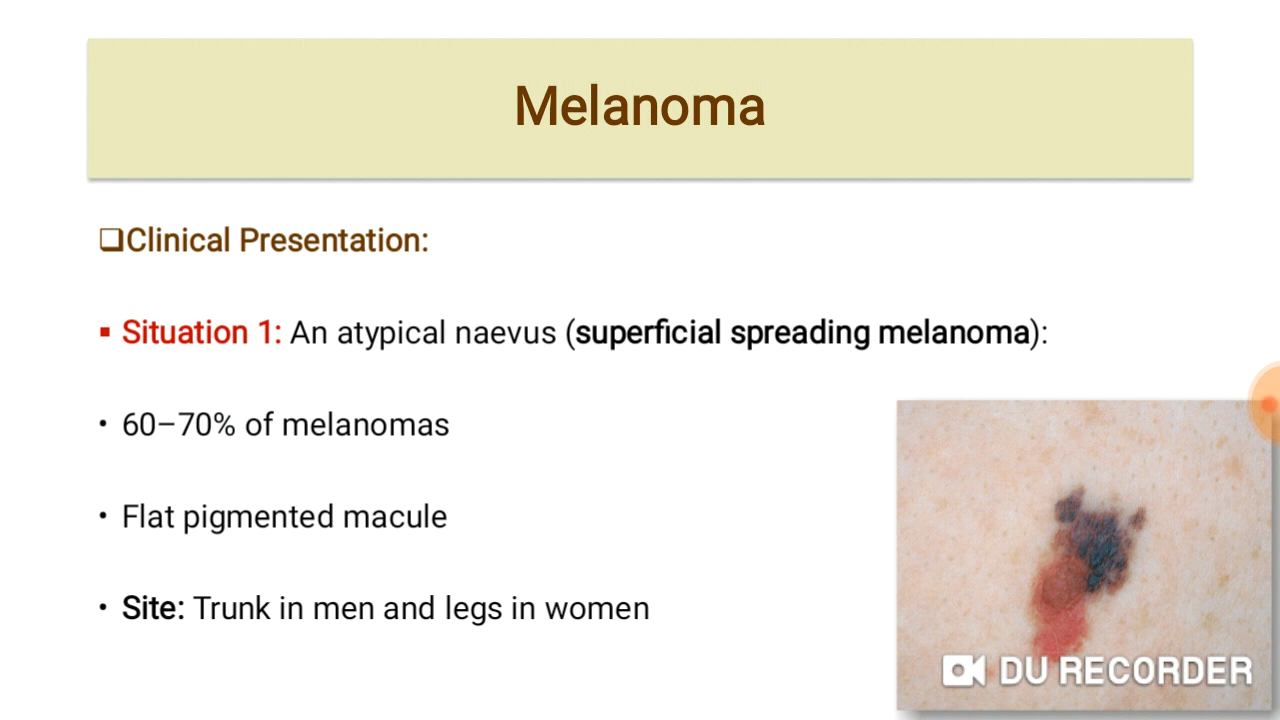 Melanoma
❑Clinical Presentation:
▪ Situation 1: An atypical naevus (superficial spreading melanoma):
• 60–70% of melanomas
• Flat pigmented macule
• Site: Trunk in men and legs in women
DU RECORDER